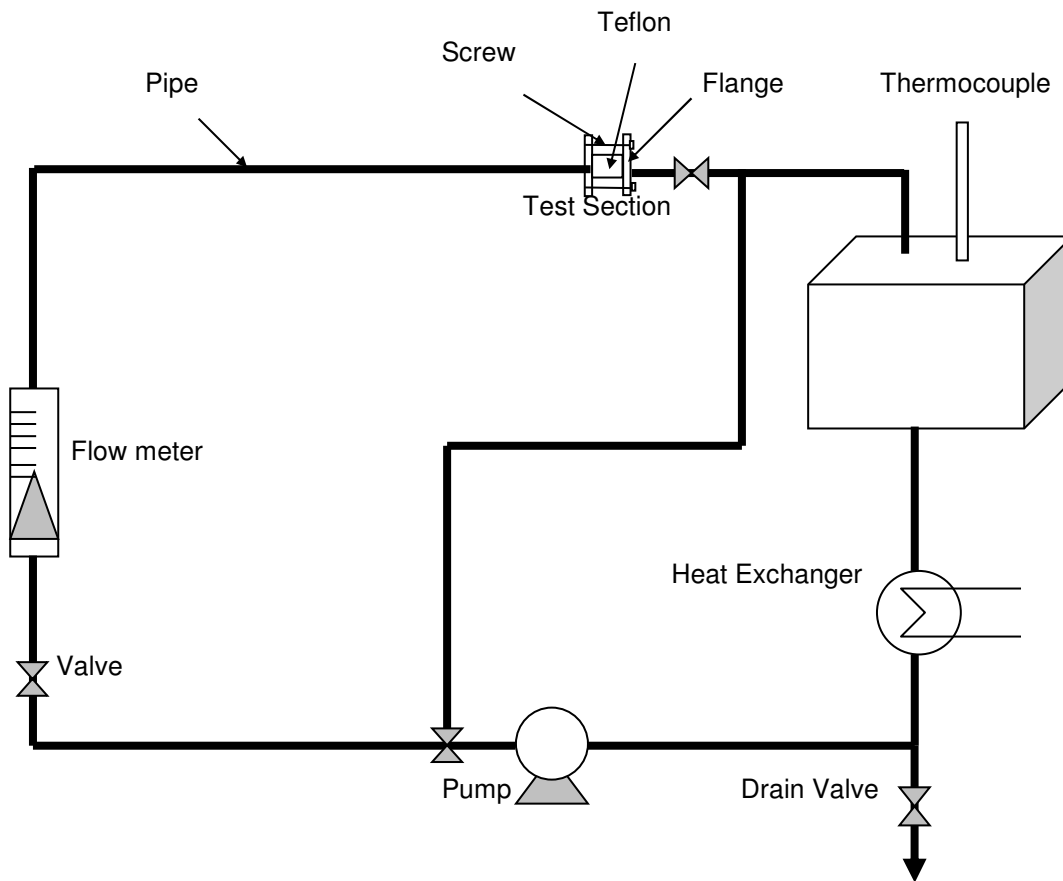 Teflon
Screw
Pipe
Flange
Thermocouple
Test Section
Flow meter
Heat Exchanger
Valve
Pump
Drain Valve